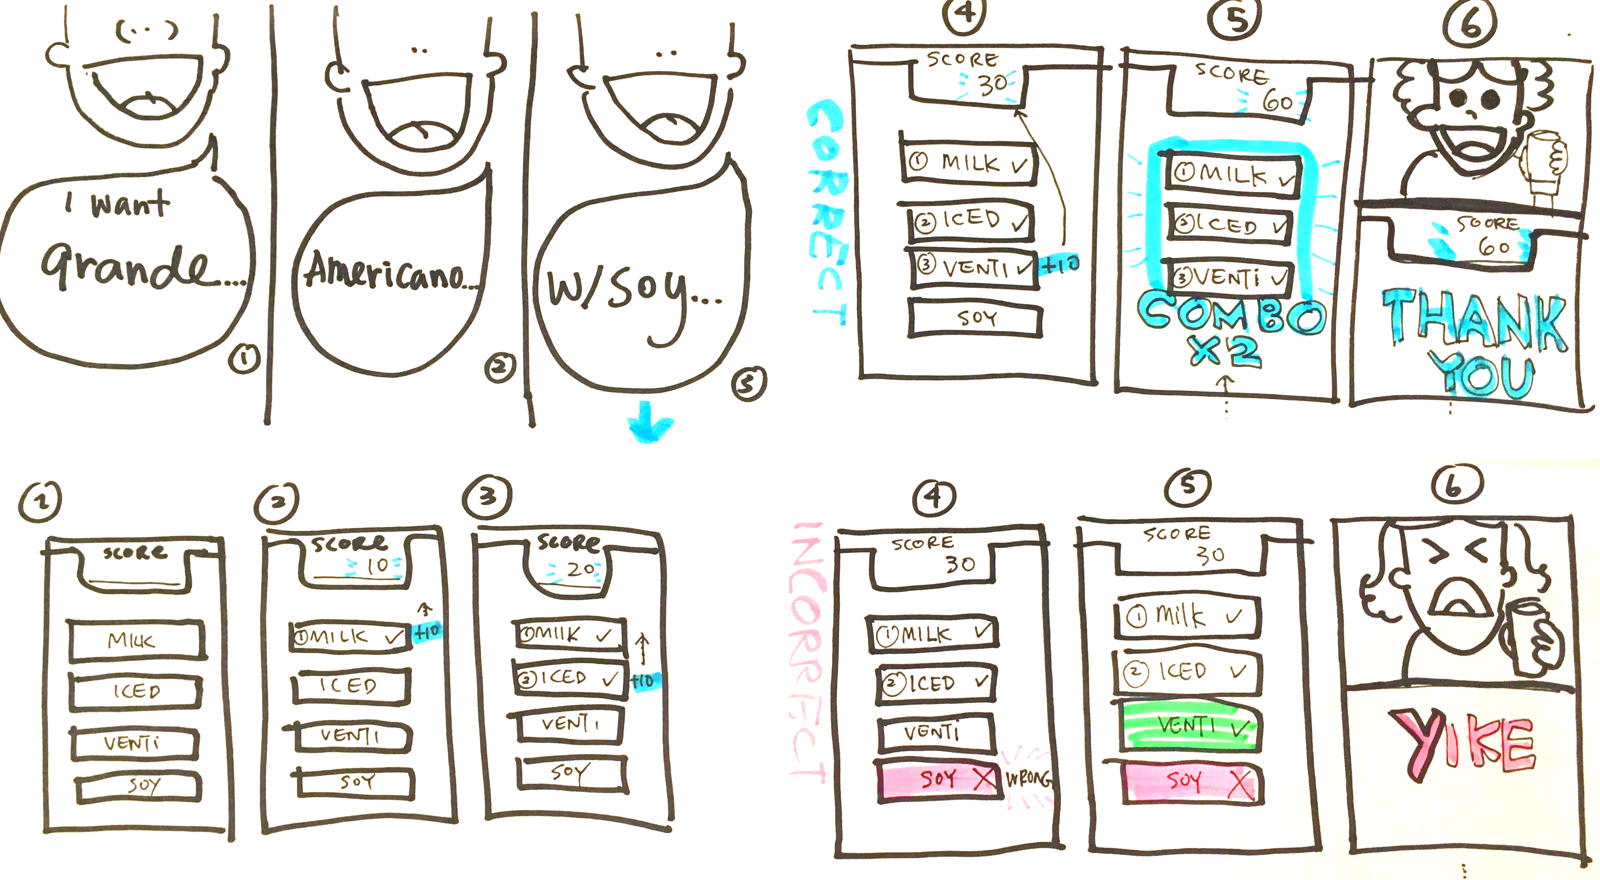 I want
grande....
①
Americano...
②
w/soy...
③
①
SCORE
MILK
ICED
VENTI
SOY
②
SCORE
10
① MILK ✓
+10
ICED
VENTI
SOY
③
SCORE
20
① MILK ✓
② ICED ✓
+10
VENTI
SOY
CORRECT
④
SCORE
30
① MILK ✓
② ICED ✓
③ VENTI ✓
+10
SOY
⑤
SCORE
60
① MILK ✓
② ICED ✓
③ VENTI ✓
COMBO
X2
⑥
SCORE
60
THANK
YOU
INCORRECT
④
SCORE
30
① MILK ✓
② ICED ✓
VENTI
SOY X WRONG
⑤
SCORE
30
① MILK ✓
② ICED ✓
VENTI ✓
SOY X
⑥
YIKE